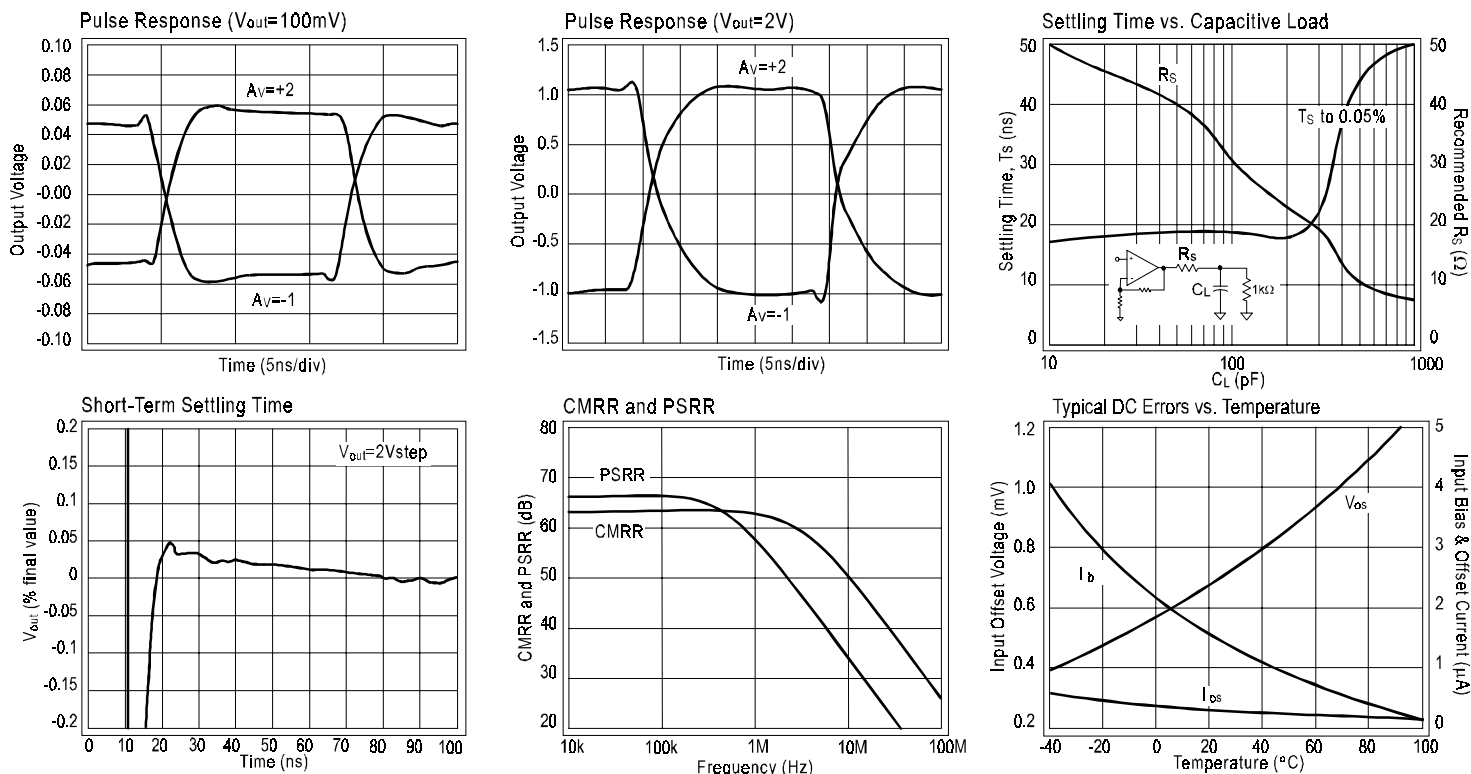 Pulse Response (Vout=100mV)
0.10
0.08
0.06
0.04
0.02
-0.00
-0.02
-0.04
-0.06
-0.08
-0.10
Output Voltage
AV=+2
AV=-1
Time (5ns/div)
Pulse Response (Vout=2V)
1.5
1.0
0.5
0.0
-0.5
-1.0
-1.5
Output Voltage
AV=+2
AV=-1
Time (5ns/div)
Settling Time vs. Capacitive Load
50
40
30
20
10
0
Settling Time, Ts (ns)
RS
TS to 0.05%
Rs
CL
1kΩ
50
40
30
20
10
0
Recommended RS (Ω)
10
100
1000
CL (pF)
Short-Term Settling Time
0.2
0.15
0.1
0.05
0
-0.05
-0.1
-0.15
-0.2
Vout (% final value)
Vout=2Vstep
0 10 20 30 40 50 60 70 80 90 100
Time (ns)
CMRR and PSRR
80
70
60
50
40
30
20
CMRR and PSRR (dB)
PSRR
CMRR
10k 100k 1M 10M 100M
Frequency (Hz)
Typical DC Errors vs. Temperature
1.2
1.0
0.8
0.6
0.4
0.2
Input Offset Voltage (mV)
VOS
Ib
IOS
5
4
3
2
1
0
Input Bias & Offset Current (μA)
-40 -20 0 20 40 60 80 100
Temperature (°C)